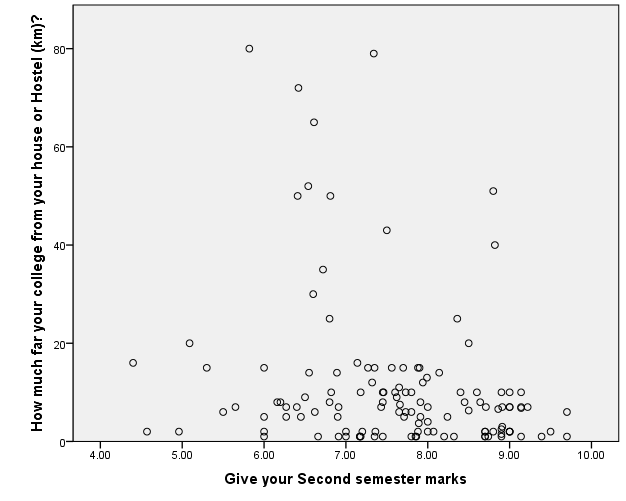 How much far your college from your house or Hostel (km)?
80
60
40
20
0
4.00 5.00 6.00 7.00 8.00 9.00 10.00
Give your Second semester marks